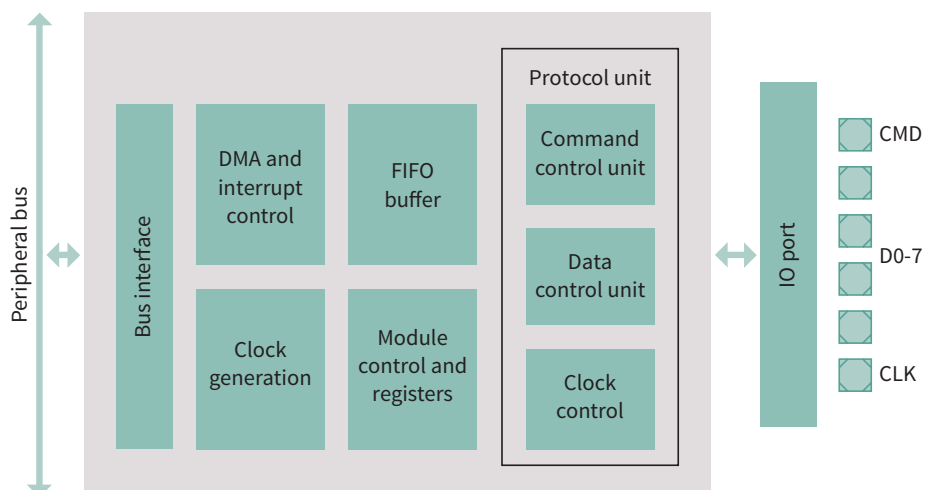 Peripheral bus
Bus interface
DMA and
interrupt
control
FIFO
buffer
Clock
generation
Module
control and
registers
Protocol unit
Command
control unit
Data
control unit
Clock
control
IO port
CMD
D0-7
CLK